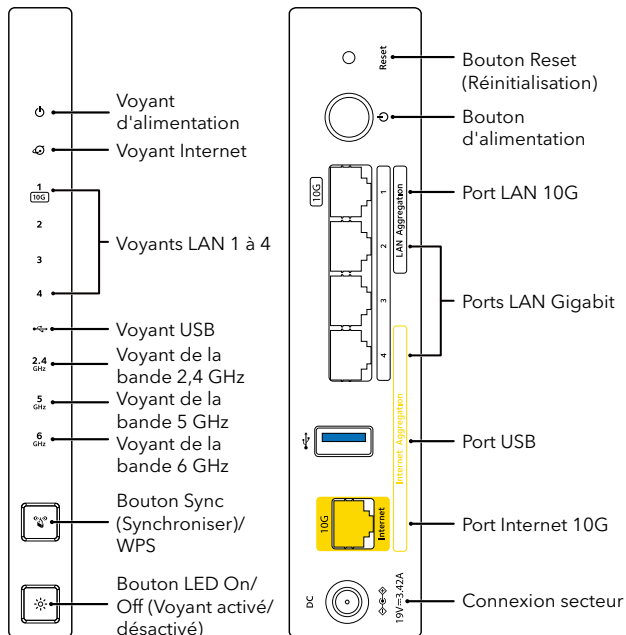 Voyant
d'alimentation
Voyant Internet
1
10G
2
3
4
Voyants LAN 1 à 4
Voyant USB
2.4
GHz
Voyant de la
bande 2,4 GHz
5
GHz
Voyant de la
bande 5 GHz
6
GHz
Voyant de la
bande 6 GHz
Bouton Sync
(Synchroniser)/
WPS
Bouton LED On/
Off (Voyant activé/
désactivé)
Reset
Bouton Reset
(Réinitialisation)
Bouton
d'alimentation
10G
1
2
3
4
LAN Aggregation
Port LAN 10G
Ports LAN Gigabit
Internet Aggregation
Port USB
10G
Internet
Port Internet 10G
DC
19V⎓3.42A
Connexion secteur